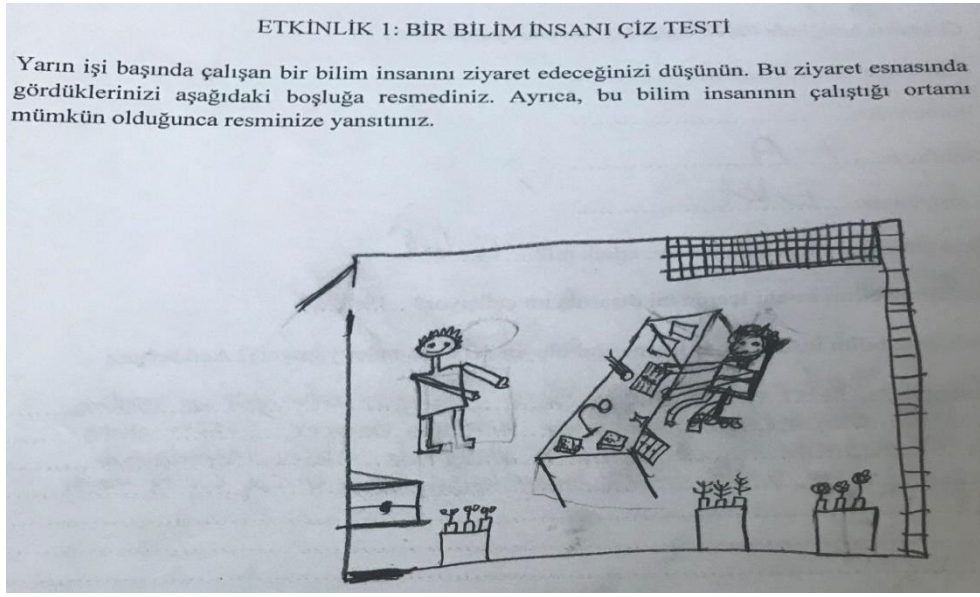 ETKİNLİK 1: BİR BİLİM İNSANI ÇİZ TESTİ
Yarın işi başında çalışan bir bilim insanını ziyaret edeceğinizi düşünün. Bu ziyaret esnasında
gördüklerinizi aşağıdaki boşluğa resmediniz. Ayrıca, bu bilim insanının çalıştığı ortamı
mümkün olduğunca resminize yansıtınız.